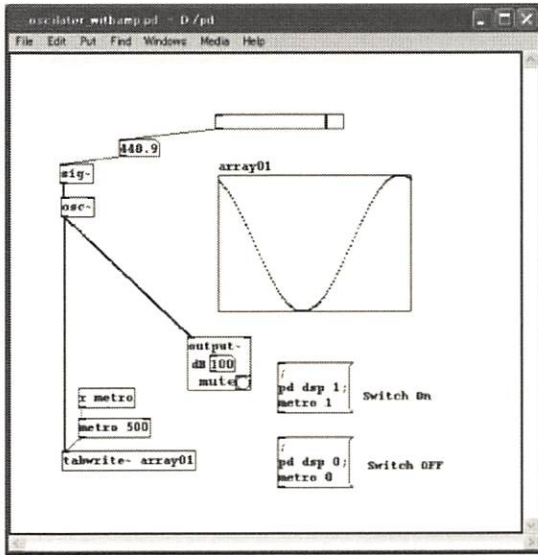 oscilator_withamp.pd - D:/pd
File Edit Put Find Windows Media Help
440.9
sig~
osc~
array01
output~
dB 100
mute
r metro
metro 500
tabwrite~ array01
;
pd dsp 1;
metro 1
Switch On
;
pd dsp 0;
metro 0
Switch OFF